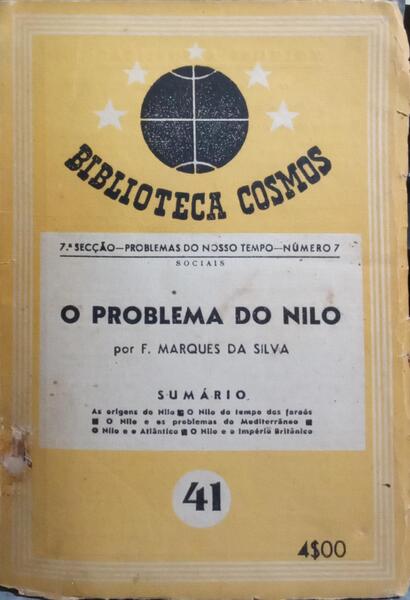 BIBLIOTECA COSMOS
7.ª SECÇÃO—PROBLEMAS DO NOSSO TEMPO—NÚMERO 7
SOCIAIS
O PROBLEMA DO NILO
por F. MARQUES DA SILVA
SUMÁRIO
As origens do Nilo ■ O Nilo do tempo dos faraós
■ O Nilo e os problemas do Mediterrâneo ■
O Nilo e o Atlântico ■ O Nilo e o Império Britânico
41
4$00